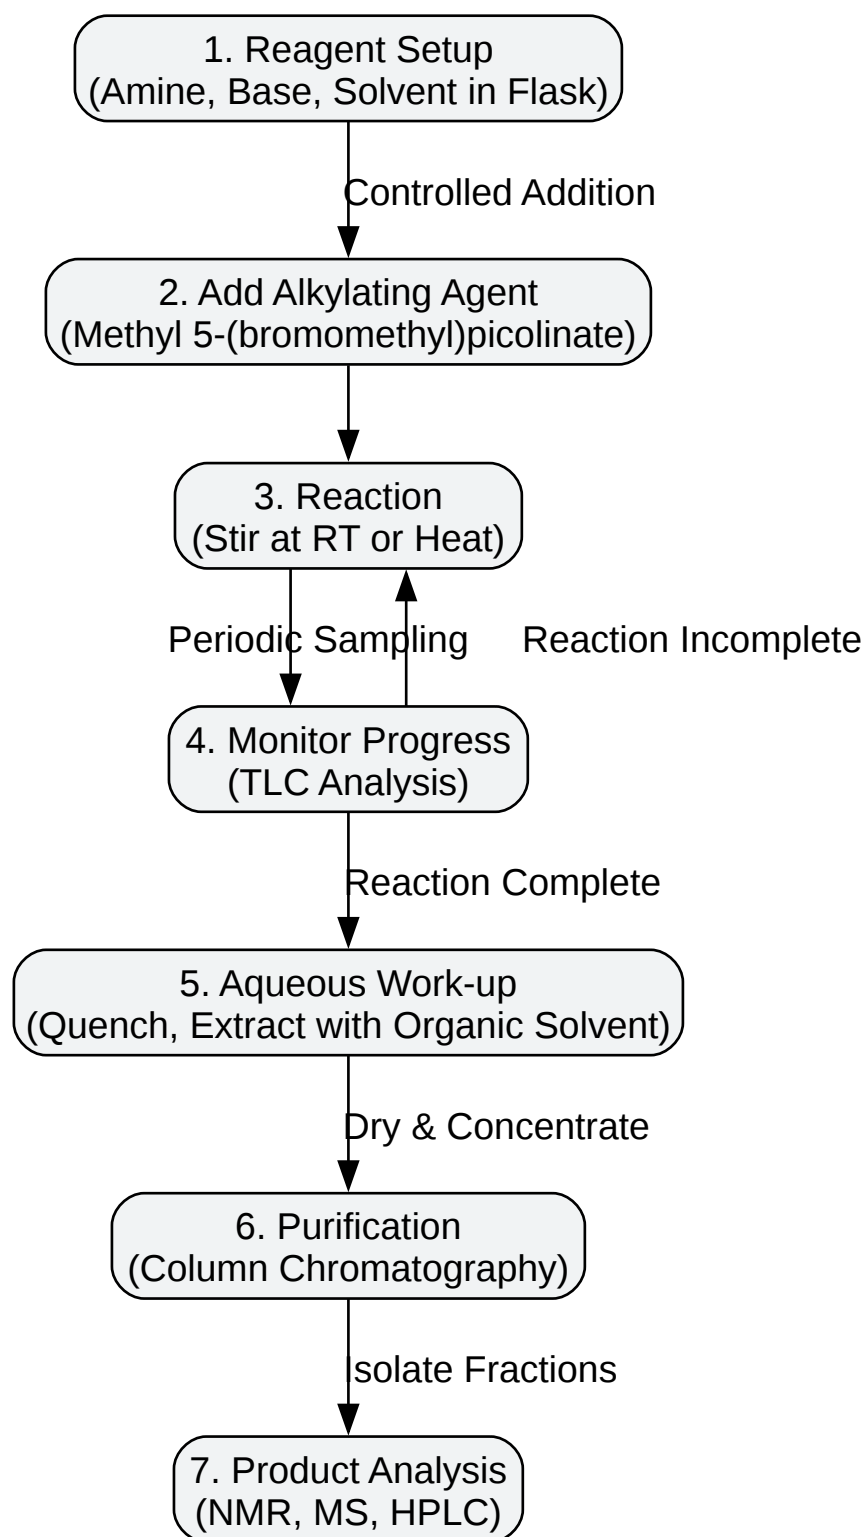 1. Reagent Setup
(Amine, Base, Solvent in Flask)
Controlled Addition
2. Add Alkylating Agent
(Methyl 5-(bromomethyl)picolinate)
3. Reaction
(Stir at RT or Heat)
Periodic Sampling
Reaction Incomplete
4. Monitor Progress
(TLC Analysis)
Reaction Complete
5. Aqueous Work-up
(Quench, Extract with Organic Solvent)
Dry & Concentrate
6. Purification
(Column Chromatography)
Isolate Fractions
7. Product Analysis
(NMR, MS, HPLC)